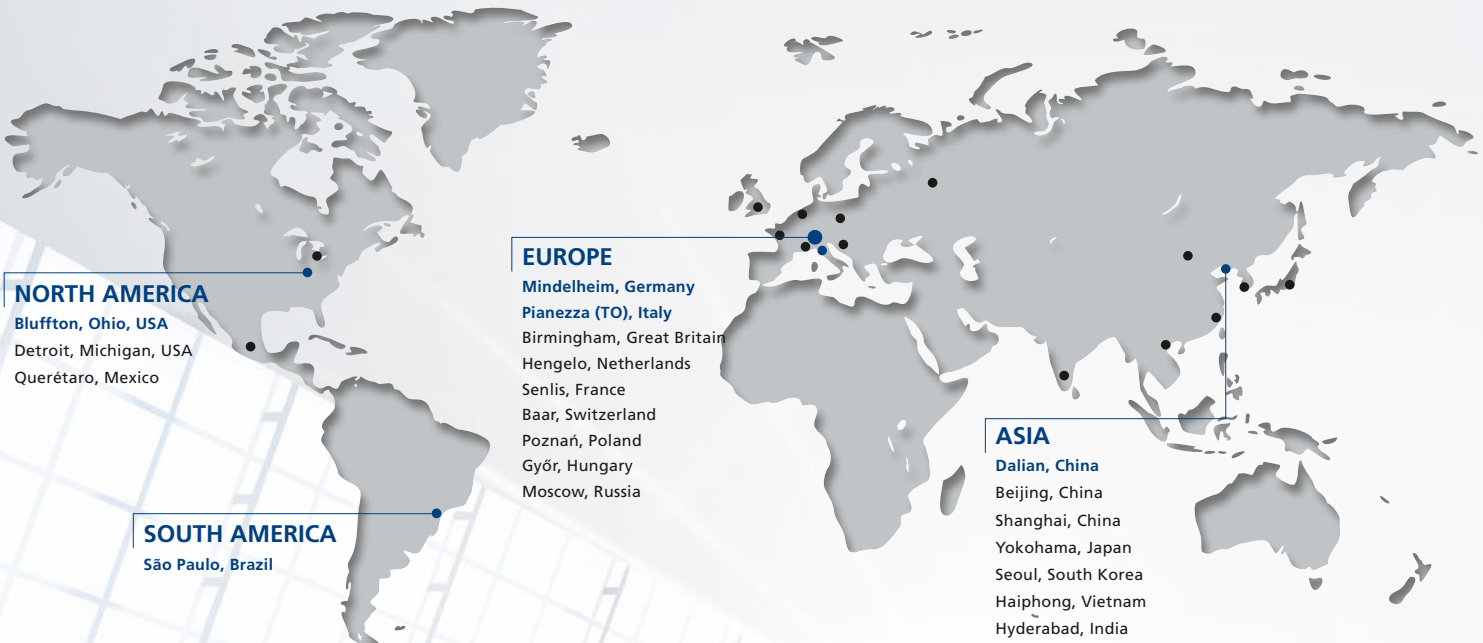 NORTH AMERICA
Bluffton, Ohio, USA
Detroit, Michigan, USA
Querétaro, Mexico
SOUTH AMERICA
São Paulo, Brazil
EUROPE
Mindelheim, Germany
Pianezza (TO), Italy
Birmingham, Great Britain
Hengelo, Netherlands
Senlis, France
Baar, Switzerland
Poznań, Poland
Győr, Hungary
Moscow, Russia
ASIA
Dalian, China
Beijing, China
Shanghai, China
Yokohama, Japan
Seoul, South Korea
Haiphong, Vietnam
Hyderabad, India